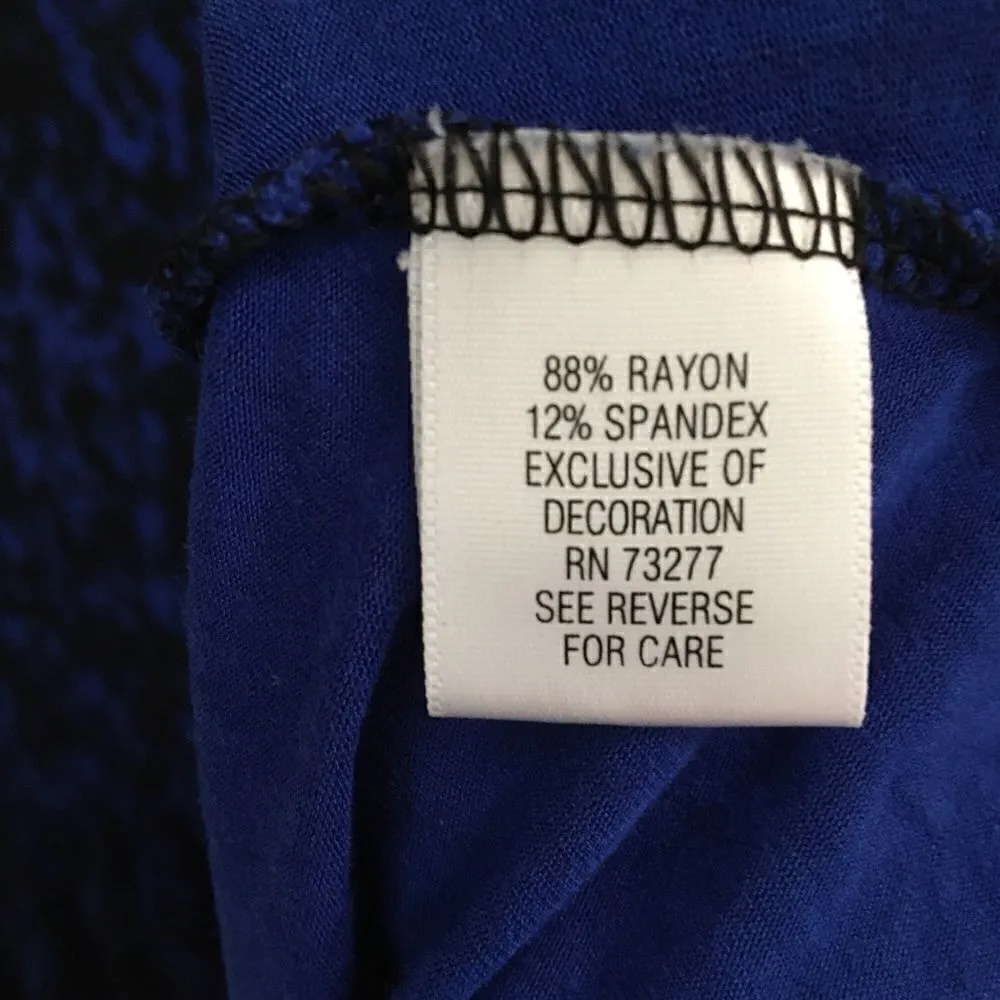 88% RAYON
12% SPANDEX
EXCLUSIVE OF
DECORATION
RN 73277
SEE REVERSE
FOR CARE